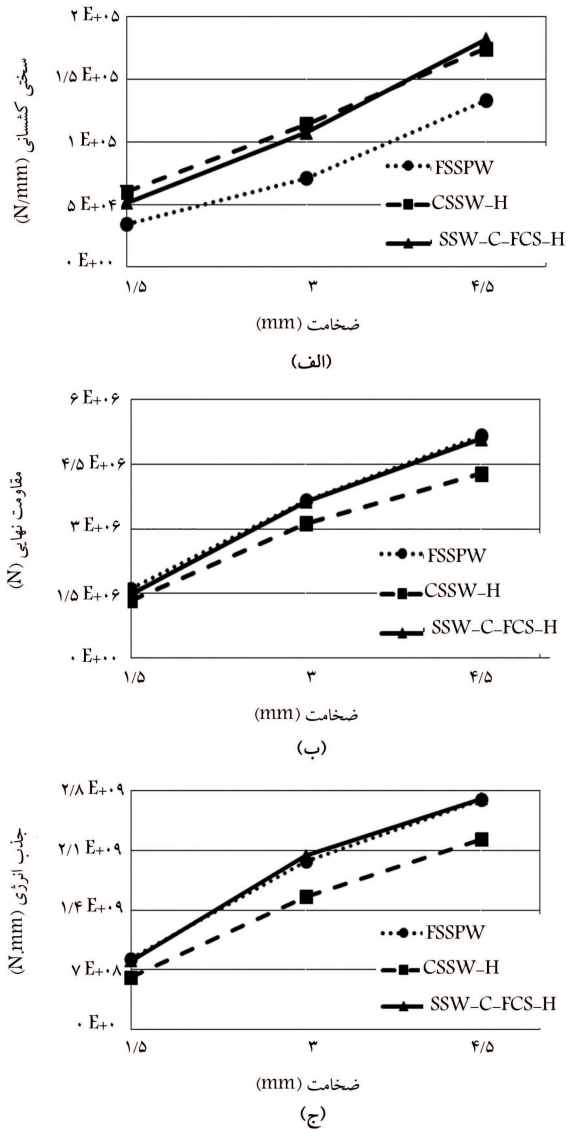 سختی کشسانی (N/mm)
۲ E+۰۵
۱/۵ E+۰۵
۱ E+۰۵
۵ E+۰۴
۰ E+۰۰
FSSPW
CSSW-H
SSW-C-FCS-H
۱/۵ ۳ ۴/۵
ضخامت (mm)
(الف)
مقاومت نهایی (N)
۶ E+۰۶
۴/۵ E+۰۶
۳ E+۰۶
۱/۵ E+۰۶
۰ E+۰۰
FSSPW
CSSW-H
SSW-C-FCS-H
۱/۵ ۳ ۴/۵
ضخامت (mm)
(ب)
جذب انرژی (N.mm)
۲/۸ E+۰۹
۲/۱ E+۰۹
۱/۴ E+۰۹
۷ E+۰۸
۰ E+۰
FSSPW
CSSW-H
SSW-C-FCS-H
۱/۵ ۳ ۴/۵
ضخامت (mm)
(ج)